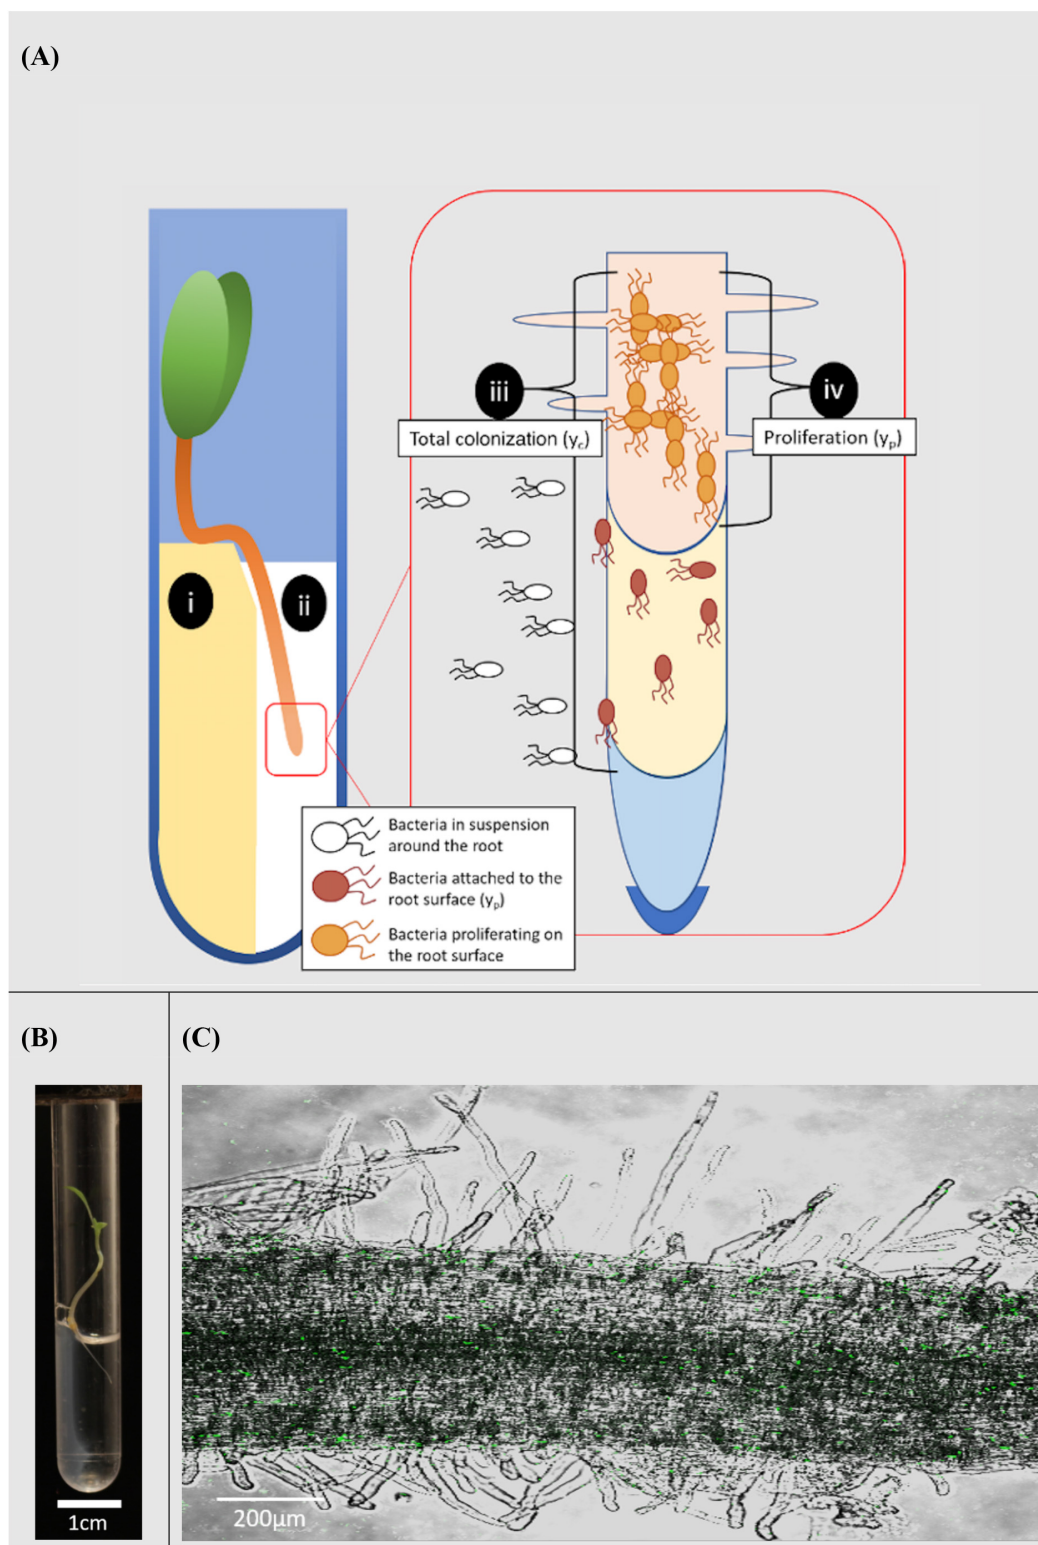 (A)
iii
iv
Total colonization (yc)
Proliferation (yp)
i
ii
Bacteria in suspension
around the root
Bacteria attached to the
root surface (yp)
Bacteria proliferating on
the root surface
(B)
(C)
1cm
200μm